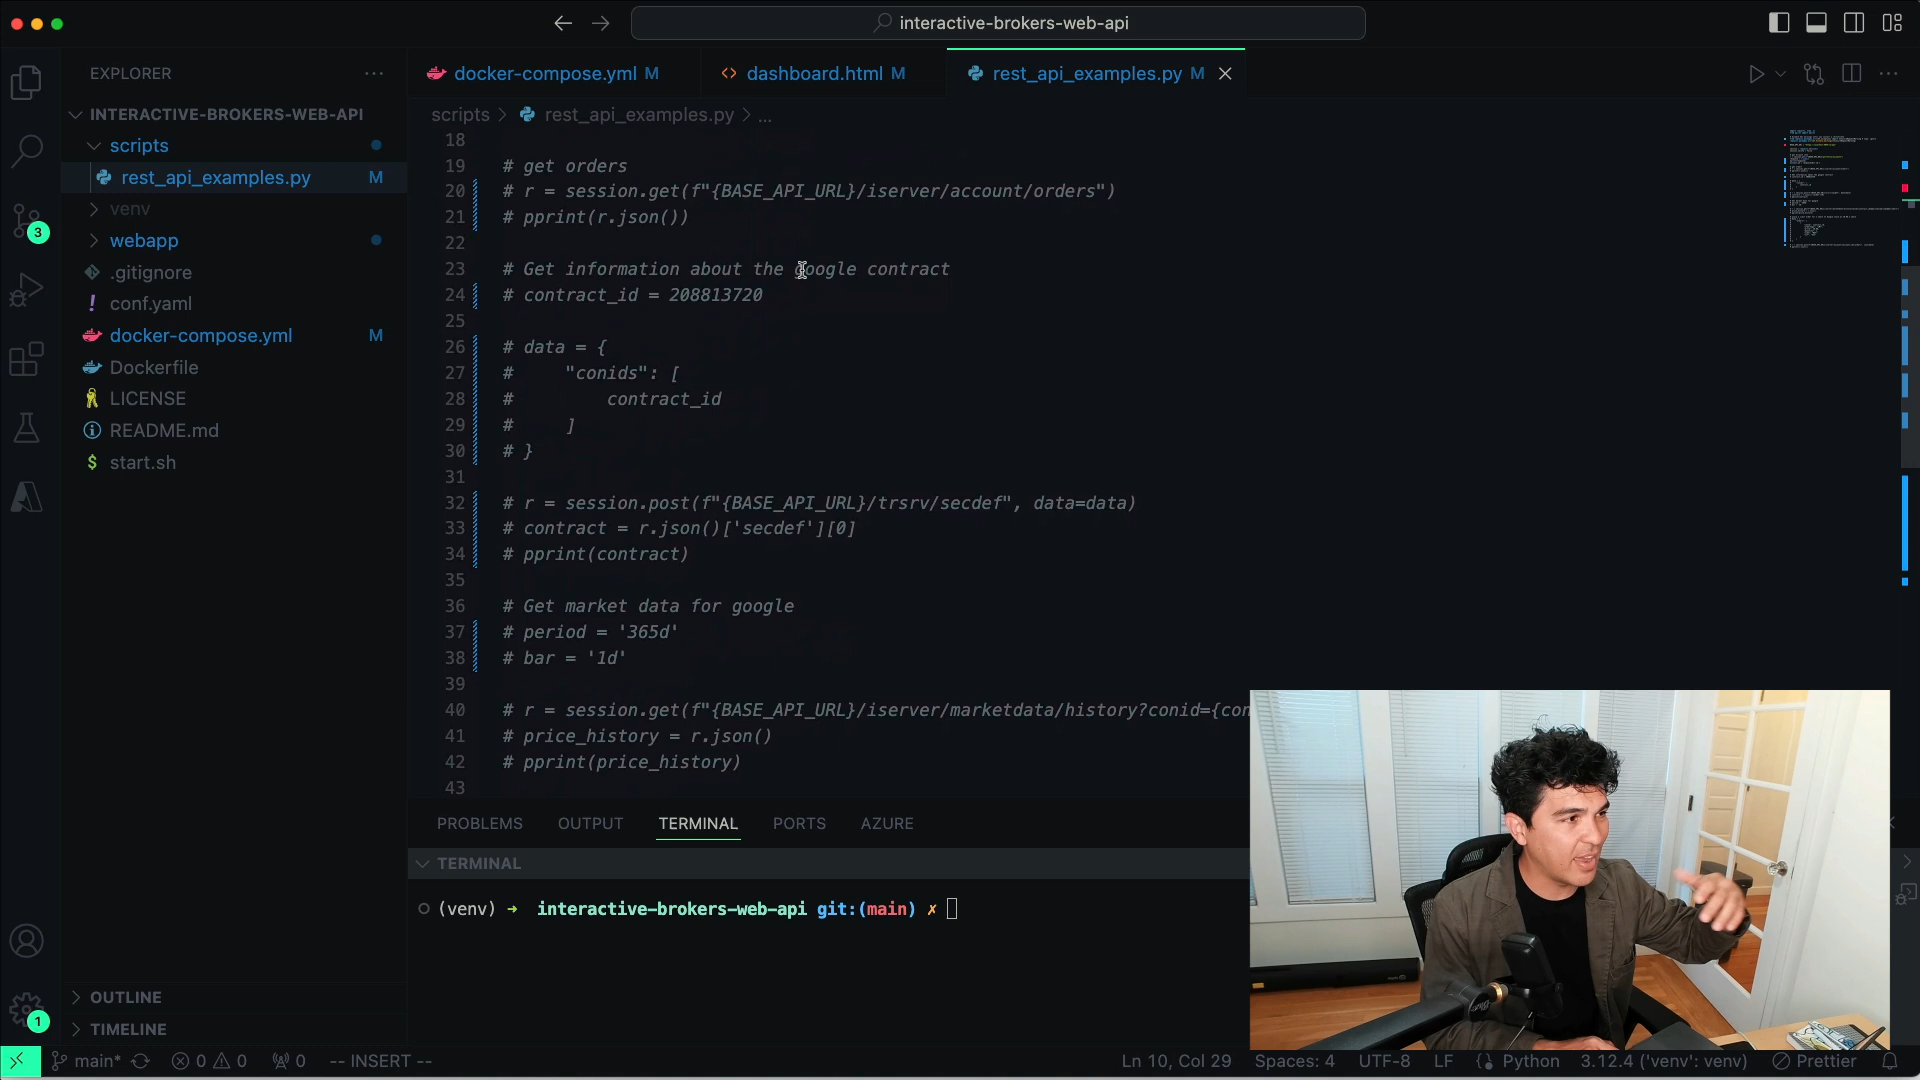 interactive-brokers-web-api
EXPLORER
docker-compose.yml M
dashboard.html M
rest_api_examples.py M
INTERACTIVE-BROKERS-WEB-API
scripts
rest_api_examples.py M
venv
webapp
.gitignore
conf.yaml
docker-compose.yml M
Dockerfile
LICENSE
README.md
start.sh
OUTLINE
TIMELINE
3
1
scripts > rest_api_examples.py > ...
18
19 # get orders
20 # r = session.get(f"{BASE_API_URL}/iserver/account/orders")
21 # pprint(r.json())
22
23 # Get information about the google contract
24 # contract_id = 208813720
25
26 # data = {
27 #     "conids": [
28 #         contract_id
29 #     ]
30 # }
31
32 # r = session.post(f"{BASE_API_URL}/trsrv/secdef", data=data)
33 # contract = r.json()['secdef'][0]
34 # pprint(contract)
35
36 # Get market data for google
37 # period = '365d'
38 # bar = '1d'
39
40 # r = session.get(f"{BASE_API_URL}/iserver/marketdata/history?conid={con
41 # price_history = r.json()
42 # pprint(price_history)
43
PROBLEMS OUTPUT TERMINAL PORTS AZURE
TERMINAL
(venv) → interactive-brokers-web-api git:(main) ✗
main* 0 0 0 -- INSERT -- Ln 10, Col 29 Spaces: 4 UTF-8 LF Python 3.12.4 ('venv': venv) Prettier